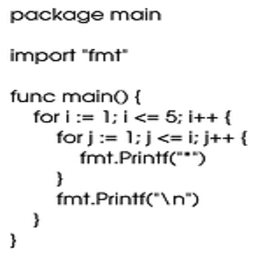 package main

import "fmt"

func main() {
    for i := 1; i <= 5; i++ {
        for j := 1; j <= i; j++ {
            fmt.Printf("*")
        }
        fmt.Printf("\n")
    }
}